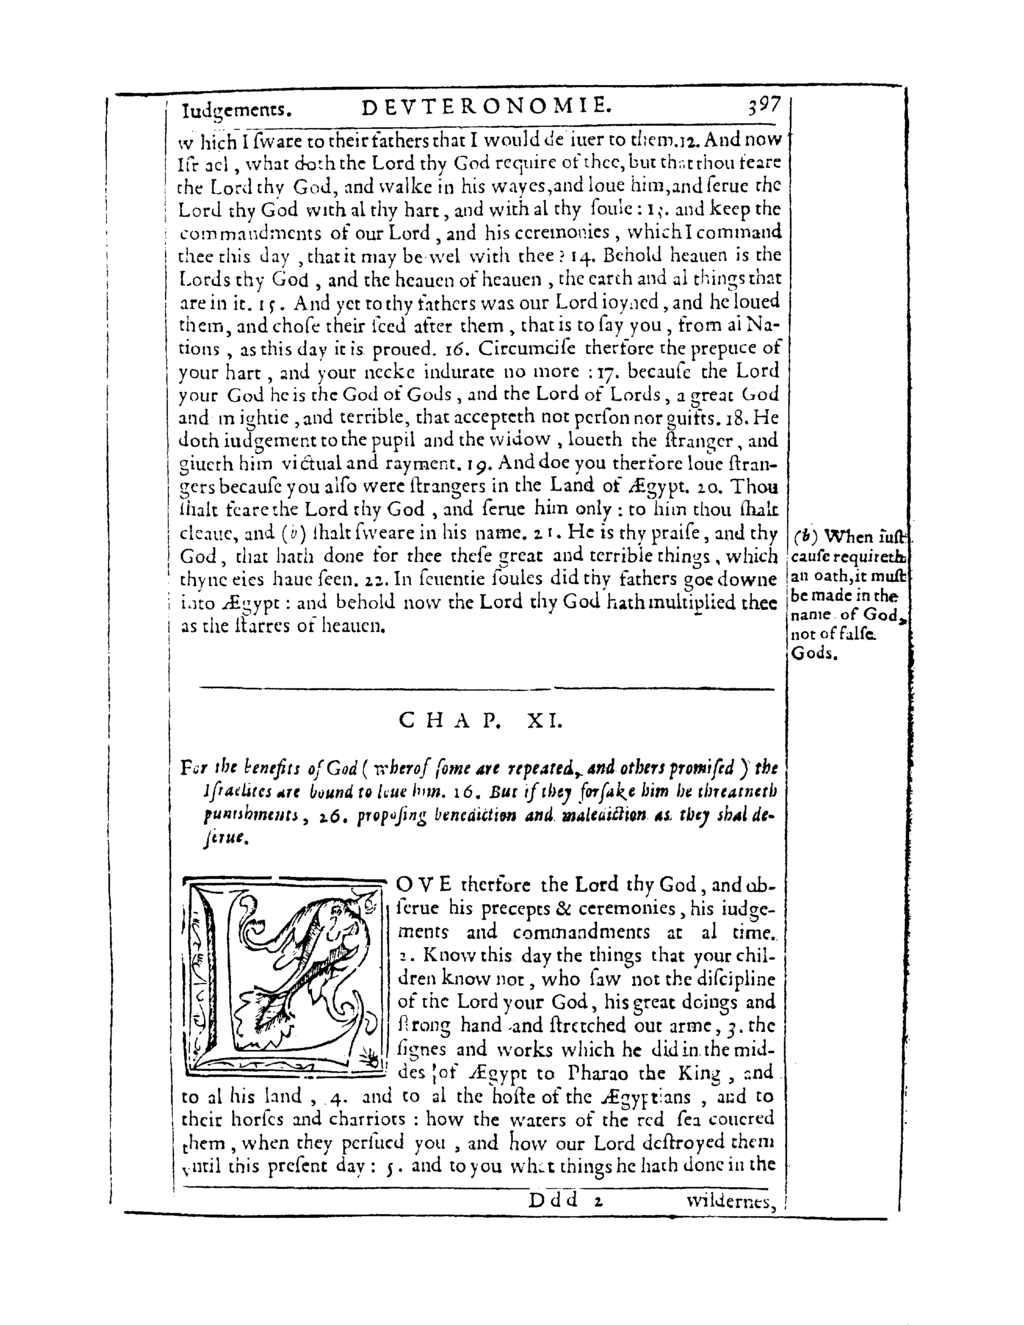 Iudgements. DEVTERONOMIE. 397
which I ſware to their fathers that I would deliuer to them. 12. And now
Iſrael, what doth the Lord thy God require of thee, but that thou feare
the Lord thy God, and walke in his wayes, and loue him, and ſerue the
Lord thy God with al thy hart, and with al thy ſoule: 13. and keep the
commandments of our Lord, and his ceremonies, which I command
thee this day, that it may be wel with thee? 14. Behold heauen is the
Lords thy God, and the heauen of heauen, the earth and al things that
are in it. 15. And yet to thy fathers was our Lord ioyned, and he loued
them, and choſe their ſeed after them, that is to ſay you, from al Na-
tions, as this day it is proued. 16. Circumciſe therfore the prepuce of
your hart, and your necke indurate no more: 17. becauſe the Lord
your God he is the God of Gods, and the Lord of Lords, a great God
and mightie, and terrible, that accepteth not perſon nor guifts. 18. He
doth iudgement to the pupil and the widow, loueth the ſtranger, and
giueth him victual and rayment. 19. And doe you therfore loue ſtran-
gers becauſe you alſo were ſtrangers in the Land of Ægypt. 20. Thou
ſhalt feare the Lord thy God, and ſerue him only: to him thou ſhalt
cleaue, and (b) ſhalt ſweare in his name. 21. He is thy praiſe, and thy
God, that hath done for thee theſe great and terrible things, which
thyne eies haue ſeen. 22. In ſeuentie ſoules did thy fathers goe downe
into Ægypt: and behold now the Lord thy God hath multiplied thee
as the ſtarres of heauen.
(b) When iuſt
cauſe requireth
an oath, it muſt
be made in the
name of God,
not of falſe
Gods.
CHAP. XI.
For the benefits of God (wherof ſome are repeated, and others promiſed) the
Iſraelites are bound to loue him. 16. But if they forſake him he threatneth
punishments, 26. propoſing benediction and malediction as they shal de-
ſerue.
LOVE therfore the Lord thy God, and ob-
ſerue his precepts & ceremonies, his iudge-
ments and commandments at al time.
2. Know this day the things that your chil-
dren know not, who ſaw not the diſcipline
of the Lord your God, his great doings and
ſtrong hand and ſtretched out arme, 3. the
ſignes and works which he did in the mid-
des of Ægypt to Pharao the King, and
to al his land, 4. and to al the hoſte of the Ægyptians, and to
their horſes and charriots: how the waters of the red ſea couered
them, when they perſued you, and how our Lord deſtroyed them
vntil this preſent day: 5. and to you what things he hath done in the
Ddd 2 wildernes,